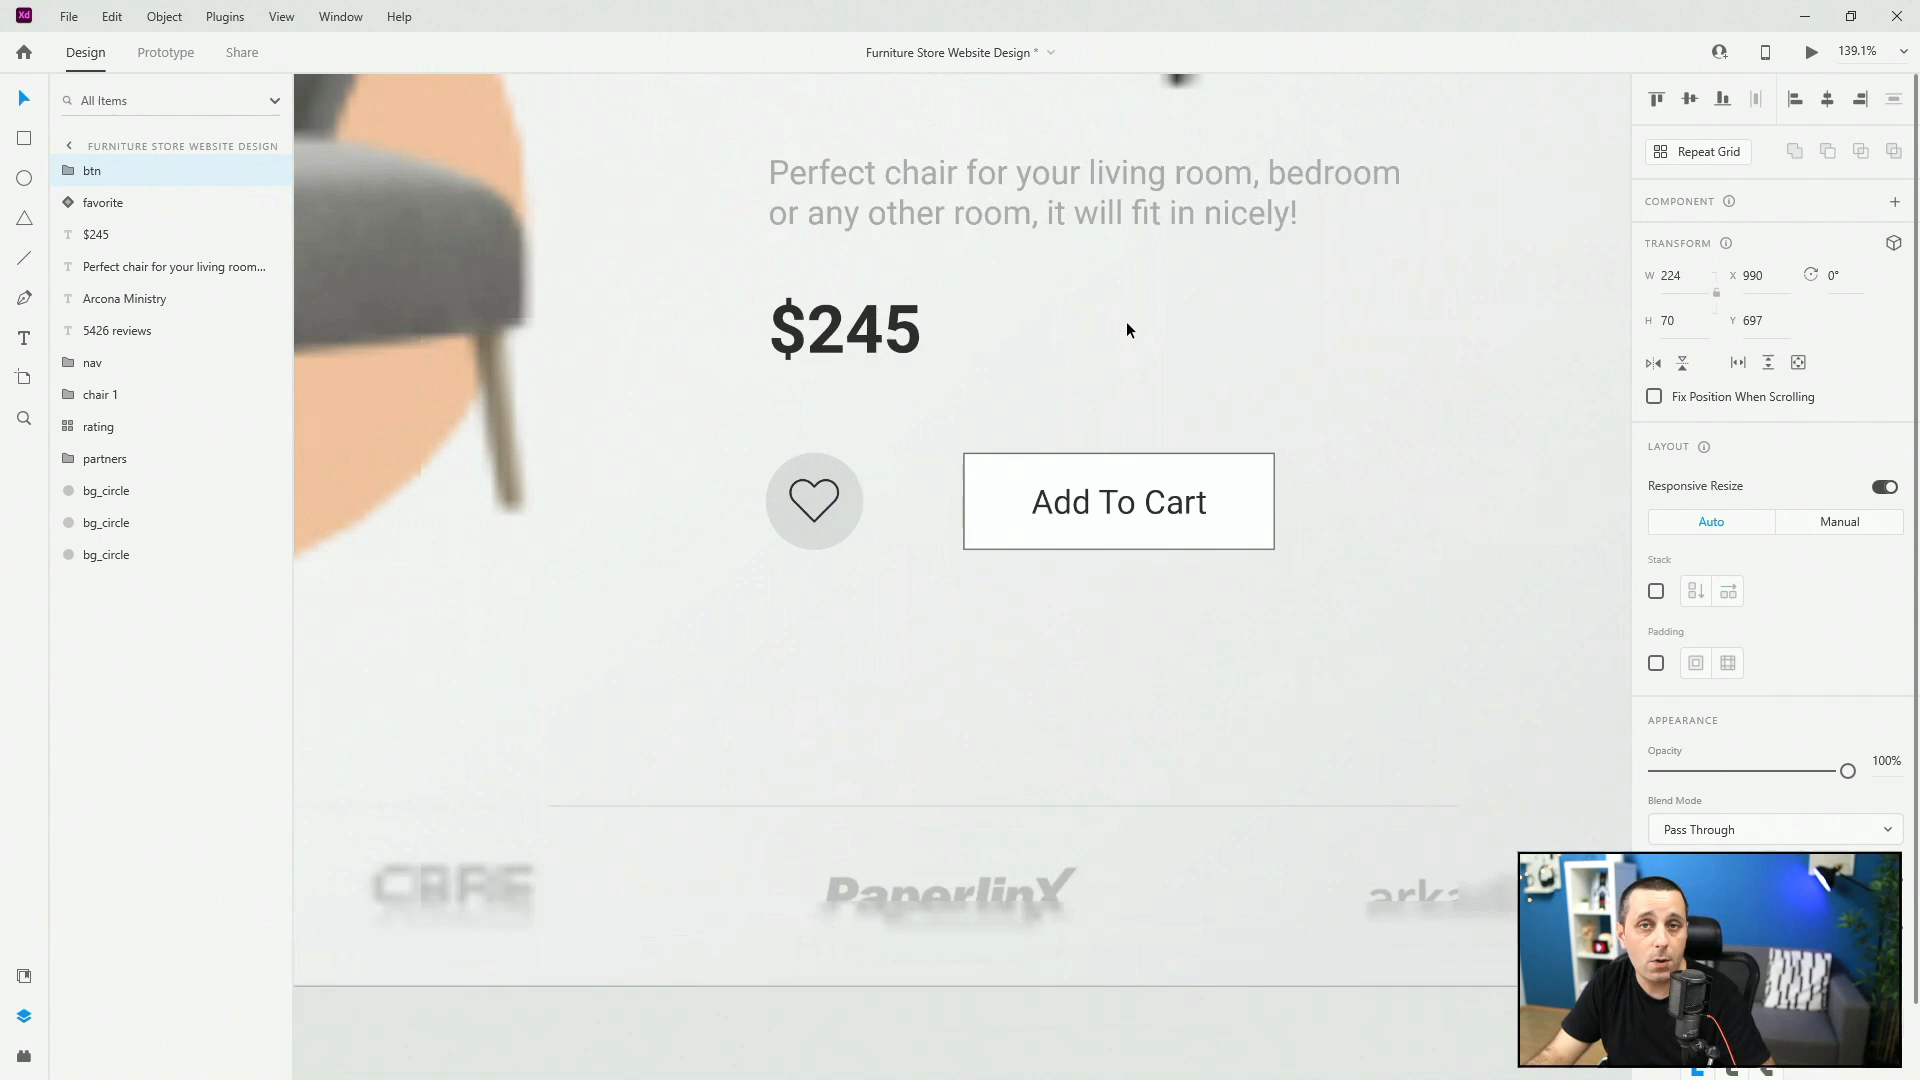 Xd File Edit Object Plugins View Window Help
Design Prototype Share Furniture Store Website Design * 139.1%
All Items
FURNITURE STORE WEBSITE DESIGN
btn
favorite
$245
Perfect chair for your living room...
Arcona Ministry
5426 reviews
nav
chair 1
rating
partners
bg_circle
bg_circle
bg_circle
Perfect chair for your living room, bedroom
or any other room, it will fit in nicely!
$245
Add To Cart
CBRE PaperlinX
Repeat Grid
COMPONENT
TRANSFORM
W 224 X 990 0°
H 70 Y 697
Fix Position When Scrolling
LAYOUT
Responsive Resize
Auto Manual
Stack
Padding
APPEARANCE
Opacity
100%
Blend Mode
Pass Through